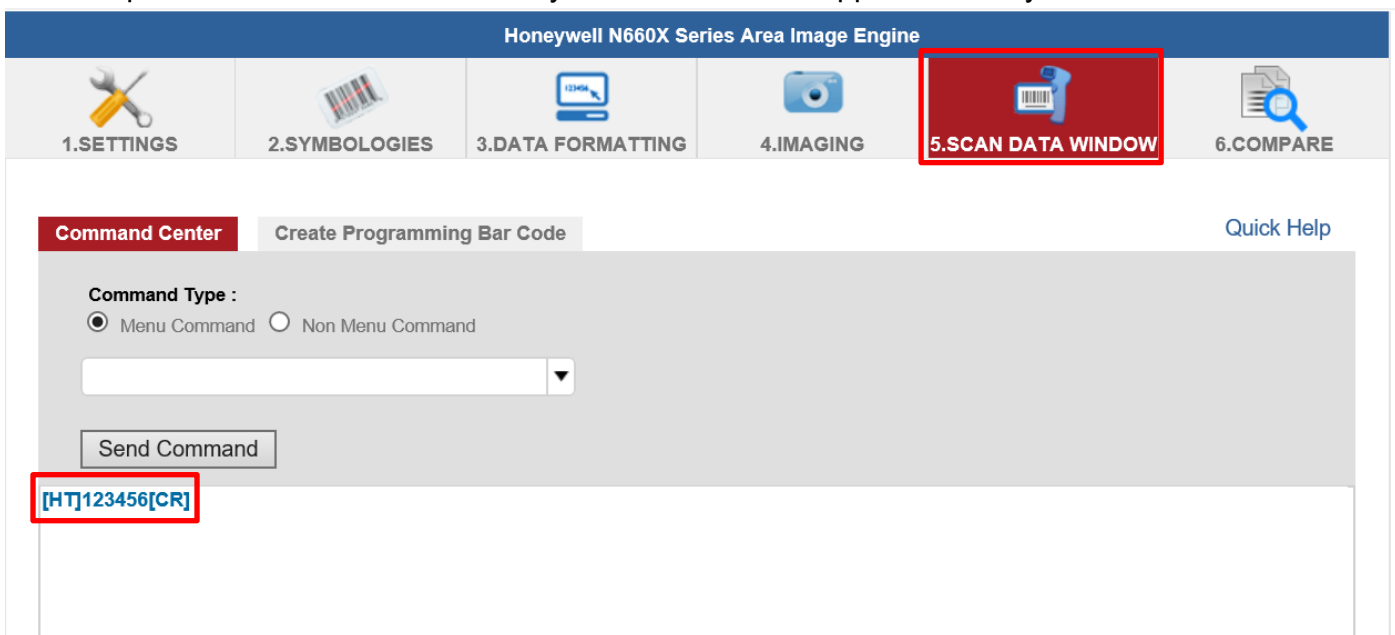 Honeywell N660X Series Area Image Engine
1.SETTINGS
2.SYMBOLOGIES
3.DATA FORMATTING
4.IMAGING
5.SCAN DATA WINDOW
6.COMPARE
Command Center
Create Programming Bar Code
Quick Help
Command Type :
Menu Command
Non Menu Command
Send Command
[HT]123456[CR]